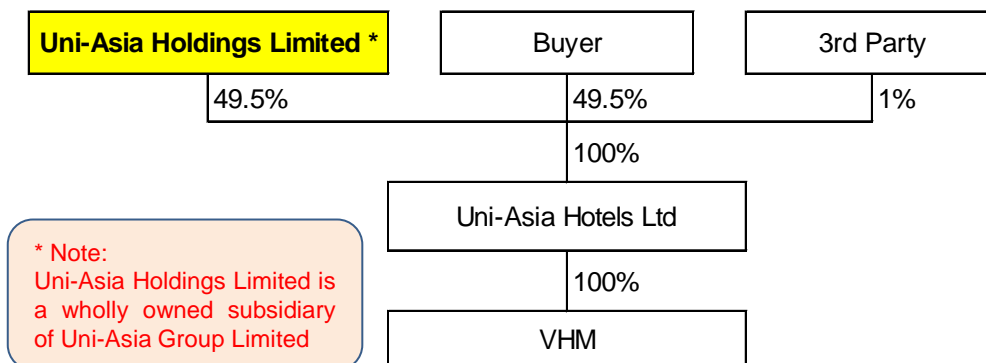 Uni-Asia Holdings Limited *
Buyer
3rd Party
49.5%
49.5%
1%
100%
Uni-Asia Hotels Ltd
* Note:
Uni-Asia Holdings Limited is
a wholly owned subsidiary
of Uni-Asia Group Limited
100%
VHM